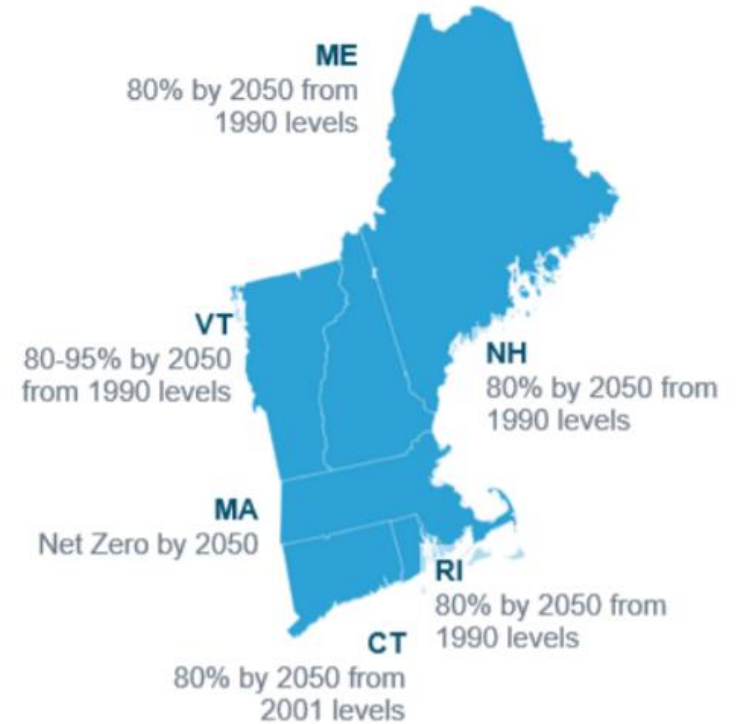 ME
80% by 2050 from
1990 levels
VT
80-95% by 2050
from 1990 levels
NH
80% by 2050 from
1990 levels
MA
Net Zero by 2050
RI
80% by 2050 from
1990 levels
CT
80% by 2050 from
2001 levels